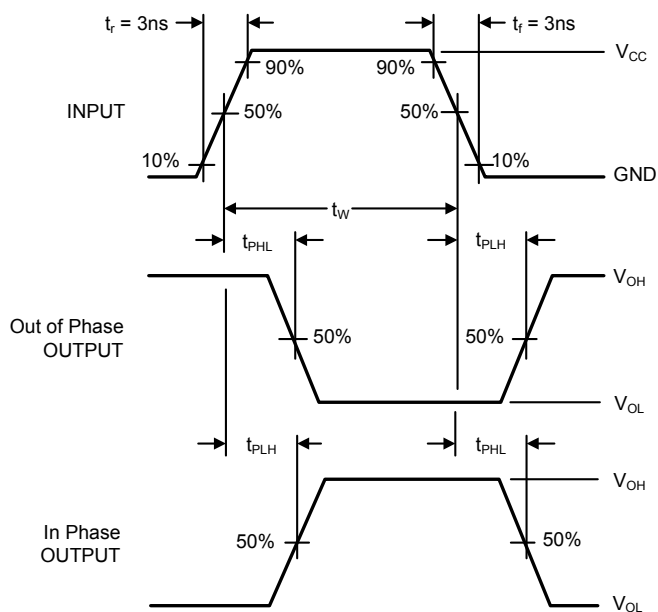 t_r = 3ns
t_f = 3ns
V_CC
90%
90%
INPUT
50%
50%
10%
10%
GND
t_W
t_PHL
t_PLH
V_OH
Out of Phase
OUTPUT
50%
50%
V_OL
t_PLH
t_PHL
V_OH
In Phase
OUTPUT
50%
50%
V_OL